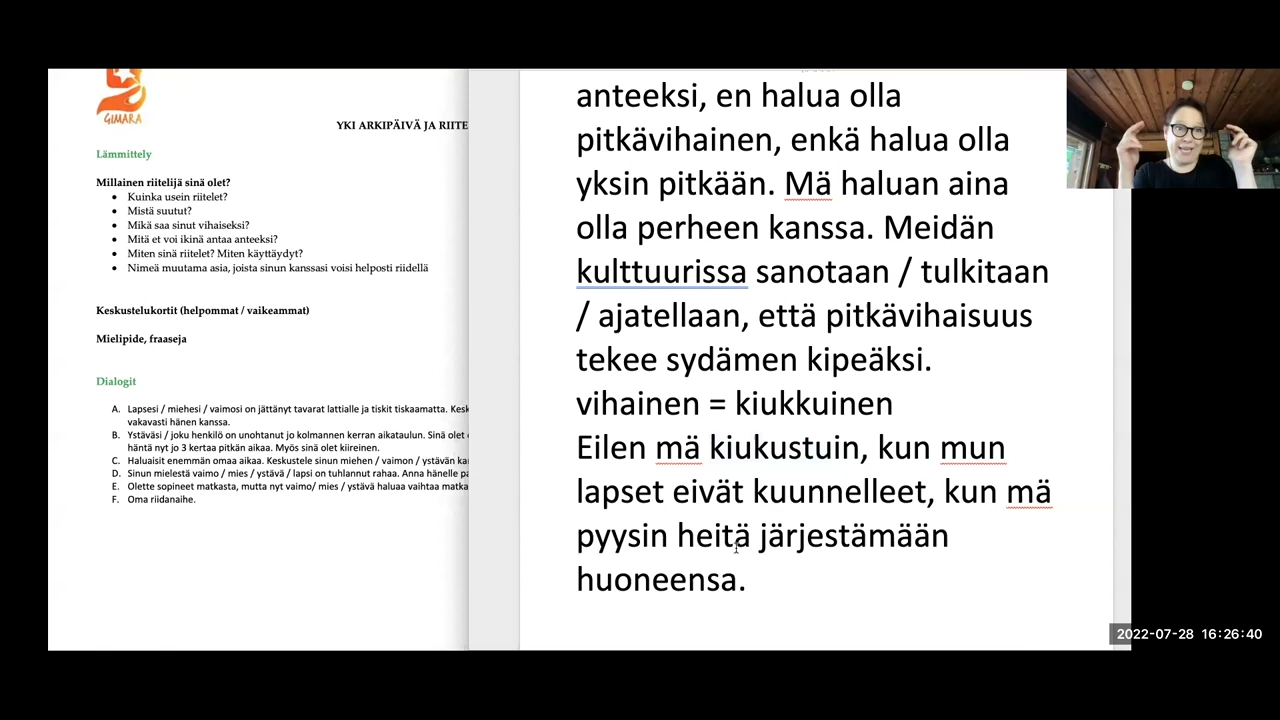 GIMARA
YKI ARKIPÄIVÄ JA RIITE
Lämmittely
Millainen riitelijä sinä olet?
• Kuinka usein riitelet?
• Mistä suutut?
• Mikä saa sinut vihaiseksi?
• Mitä et voi ikinä antaa anteeksi?
• Miten sinä riitelet? Miten käyttäydyt?
• Nimeä muutama asia, joista sinun kanssasi voisi helposti riidellä
Keskustelukortit (helpommat / vaikeammat)
Mielipide, fraaseja
Dialogit
A. Lapsesi / miehesi / vaimosi on jättänyt tavarat lattialle ja tiskit tiskaamatta. Kesk
vakavasti hänen kanssa.
B. Ystäväsi / joku henkilö on unohtanut jo kolmannen kerran aikataulun. Sinä olet
häntä nyt jo 3 kertaa pitkän aikaa. Myös sinä olet kiireinen.
C. Haluaisit enemmän omaa aikaa. Keskustele sinun miehen / vaimon / ystävän ka
D. Sinun mielestä vaimo / mies / ystävä / lapsi on tuhlannut rahaa. Anna hänelle pa
E. Olette sopineet matkasta, mutta nyt vaimo/ mies / ystävä haluaa vaihtaa matka
F. Oma riidanaihe.
anteeksi, en halua olla
pitkävihainen, enkä halua olla
yksin pitkään. Mä haluan aina
olla perheen kanssa. Meidän
kulttuurissa sanotaan / tulkitaan
/ ajatellaan, että pitkävihaisuus
tekee sydämen kipeäksi.
vihainen = kiukkuinen
Eilen mä kiukustuin, kun mun
lapset eivät kuunnelleet, kun mä
pyysin heitä järjestämään
huoneensa.
2022-07-28 16:26:40